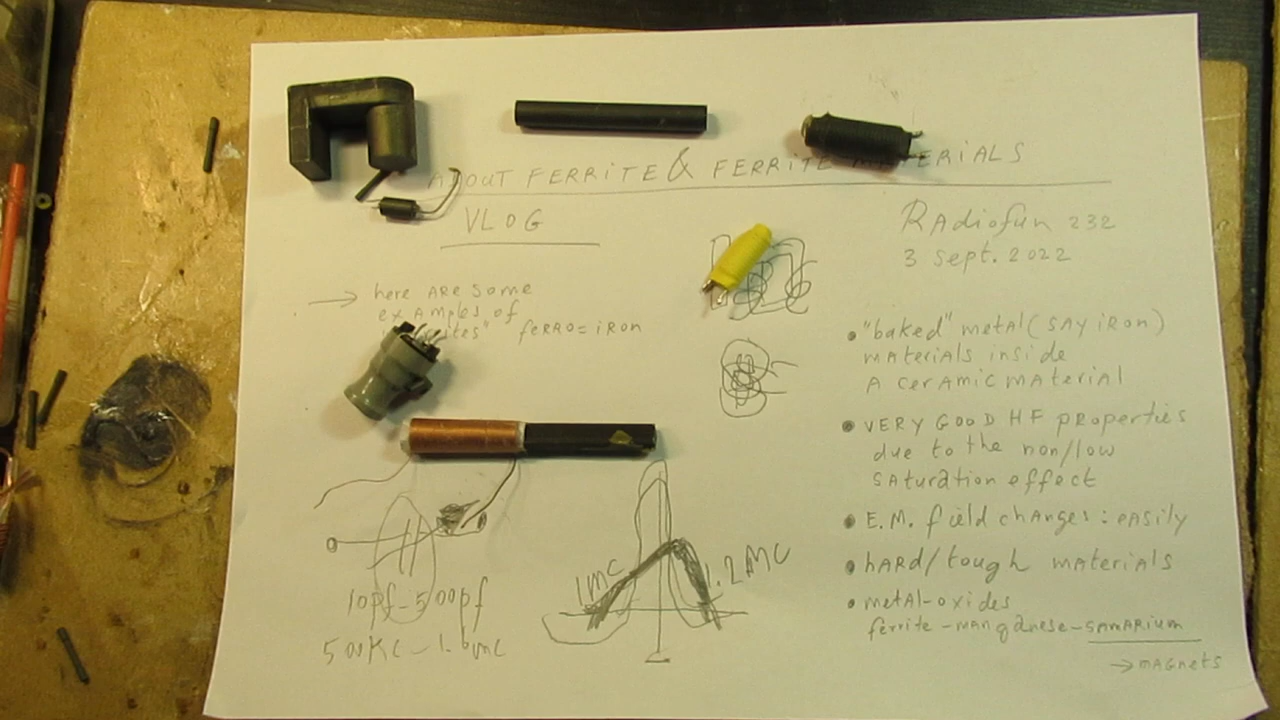 ABOUT FERRITE & FERRITE MATERIALS
VLOG
RADiofun 232
3 sept. 2022
→ here ARE some
exAmples of
ites" fERRO = iRON
• "baked" metal (SAY iRON)
MAteRiAls inside
A ceRAMic MAteRiAl
• VERY GOOD HF pRopeRties
due to the non/low
SAtuRAtion effect
• E.M. field chAnges: eAsily
• hARd/tough mateRiAls
• metAl-oxides
feRRite-MANgAnese-SAMARium
→ MAGNEtS
1MC
1.2MC
10pf-500pf
500KC-1.6mc